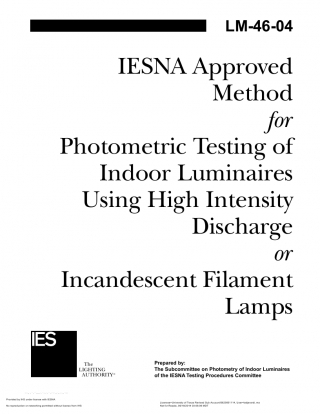 LM-46-04
IESNA Approved
Method
for
Photometric Testing of
Indoor Luminaires
Using High Intensity
Discharge
or
Incandescent Filament
Lamps
IES
The
LIGHTING
AUTHORITY®
Prepared by:
The Subcommittee on Photometry of Indoor Luminaires
of the IESNA Testing Procedures Committee